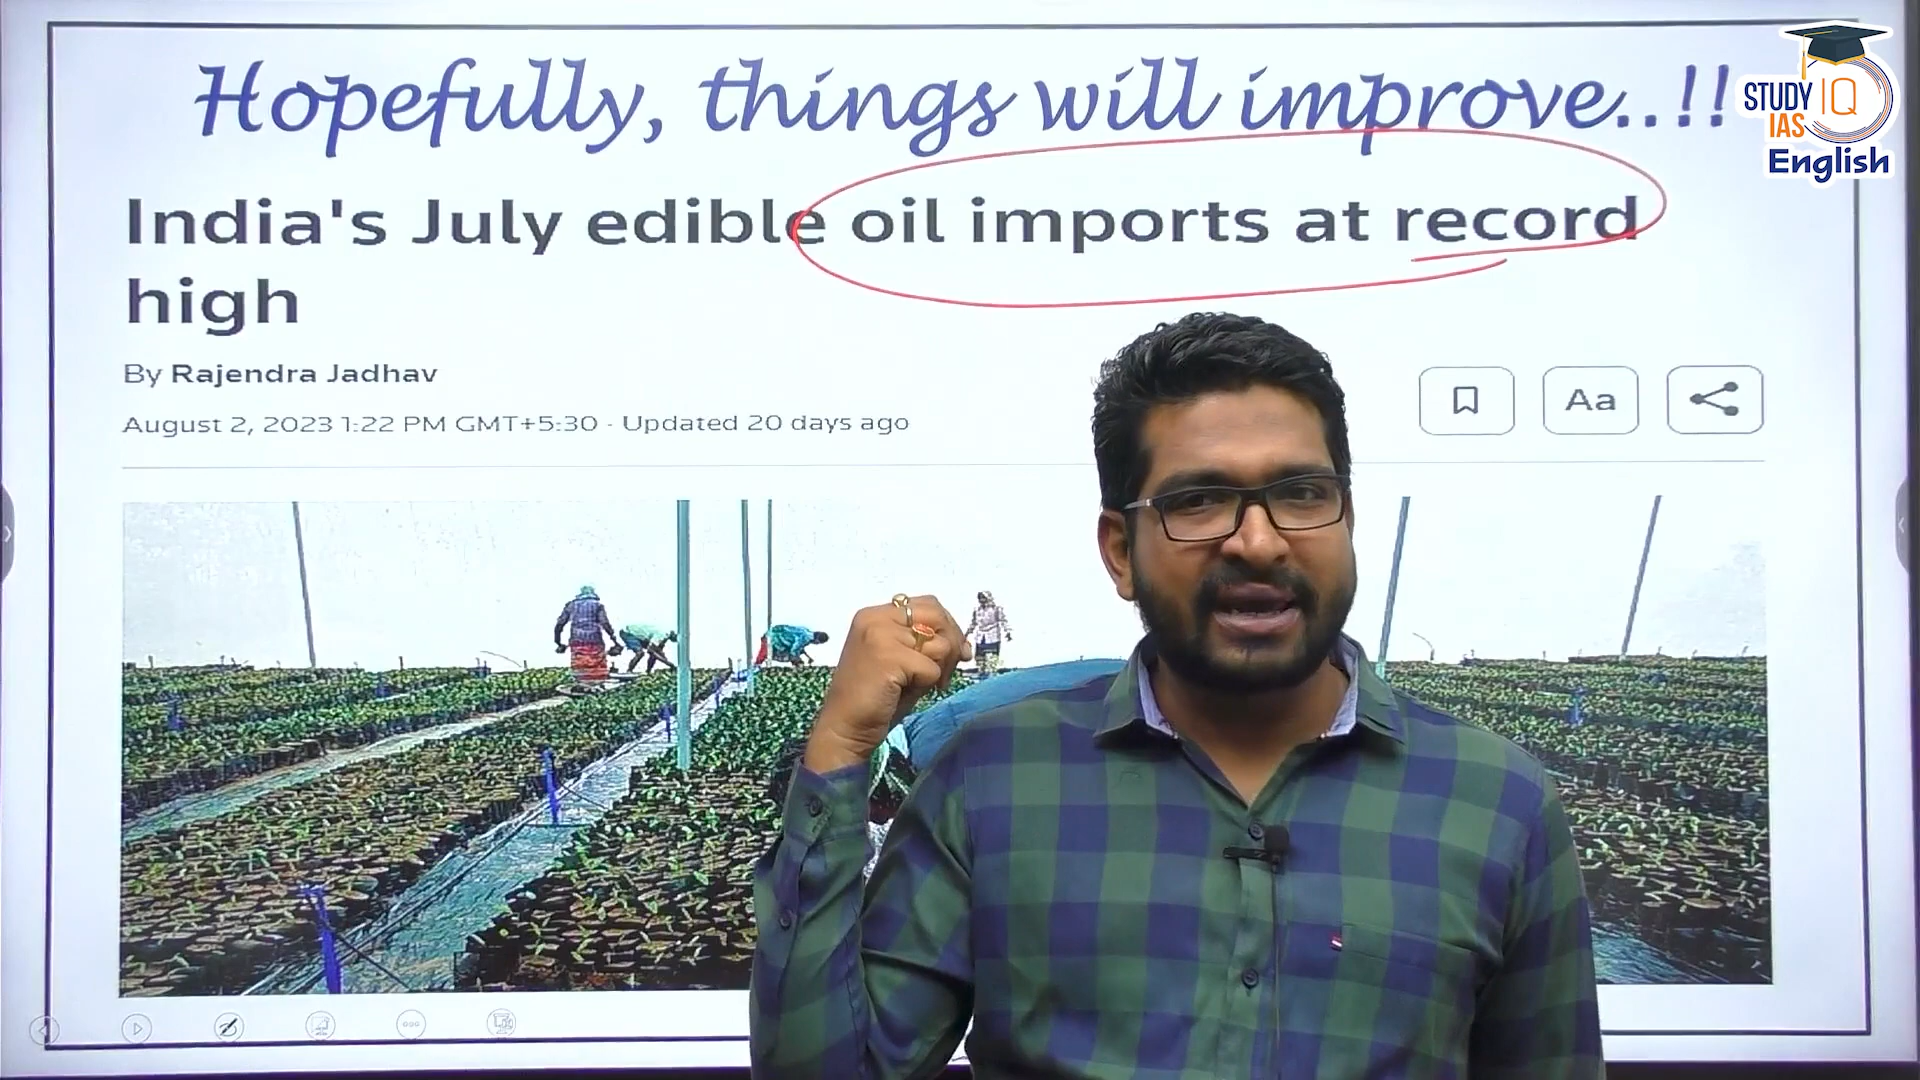 Hopefully, things will improve..!!
STUDY IQ
IAS
English
India's July edible oil imports at record
high
By Rajendra Jadhav
August 2, 2023 1:22 PM GMT+5:30 · Updated 20 days ago
Aa